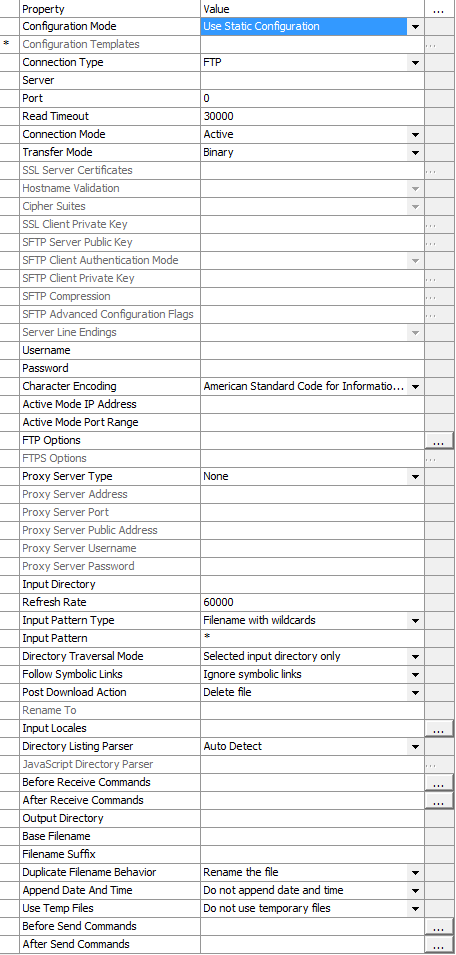 Property Value ...
Configuration Mode Use Static Configuration
* Configuration Templates ...
Connection Type FTP
Server
Port 0
Read Timeout 30000
Connection Mode Active
Transfer Mode Binary
SSL Server Certificates ...
Hostname Validation
Cipher Suites
SSL Client Private Key ...
SFTP Server Public Key ...
SFTP Client Authentication Mode
SFTP Client Private Key ...
SFTP Compression ...
SFTP Advanced Configuration Flags ...
Server Line Endings
Username
Password
Character Encoding American Standard Code for Informatio...
Active Mode IP Address
Active Mode Port Range
FTP Options ...
FTPS Options ...
Proxy Server Type None
Proxy Server Address
Proxy Server Port
Proxy Server Public Address
Proxy Server Username
Proxy Server Password
Input Directory
Refresh Rate 60000
Input Pattern Type Filename with wildcards
Input Pattern *
Directory Traversal Mode Selected input directory only
Follow Symbolic Links Ignore symbolic links
Post Download Action Delete file
Rename To
Input Locales ...
Directory Listing Parser Auto Detect
JavaScript Directory Parser ...
Before Receive Commands ...
After Receive Commands ...
Output Directory
Base Filename
Filename Suffix
Duplicate Filename Behavior Rename the file
Append Date And Time Do not append date and time
Use Temp Files Do not use temporary files
Before Send Commands ...
After Send Commands ...